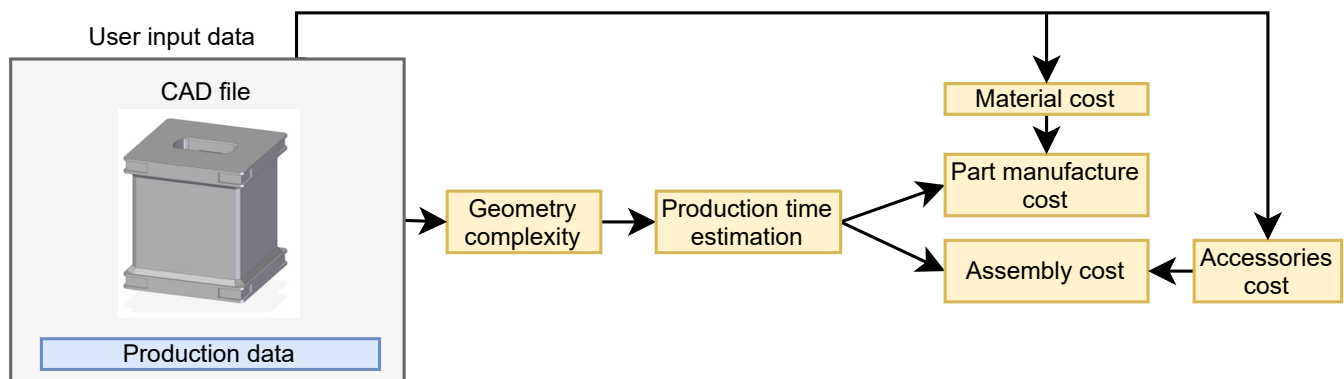 User input data
CAD file
Production data
Geometry
complexity
Production time
estimation
Material cost
Part manufacture
cost
Assembly cost
Accessories
cost